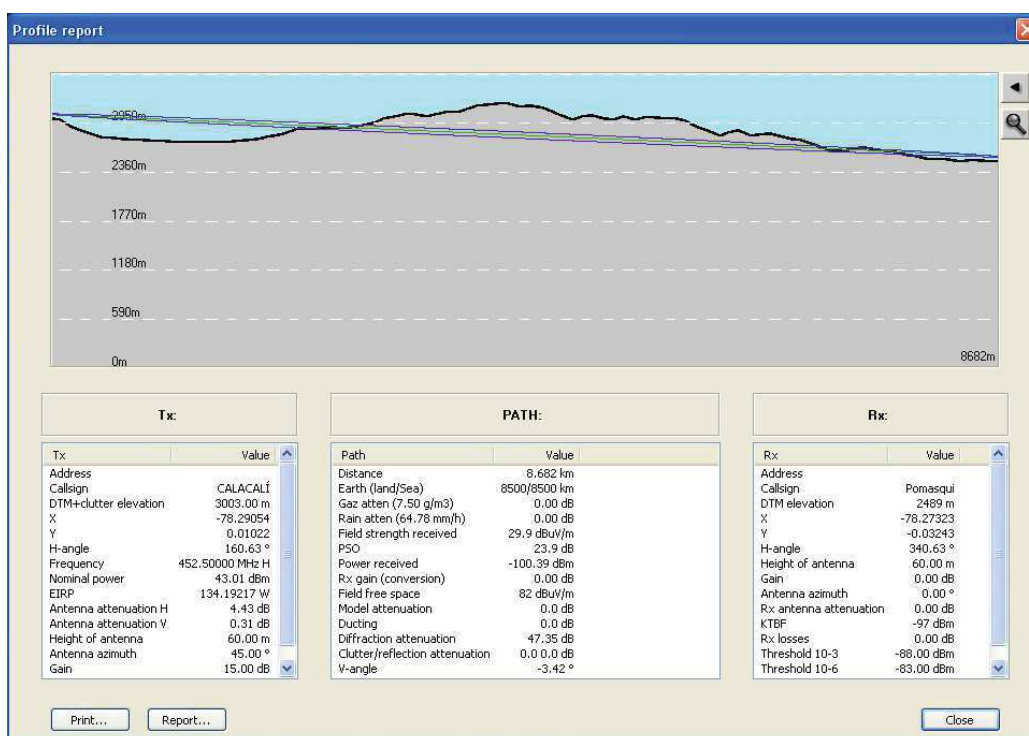 Profile report
2950m
2360m
1770m
1180m
590m
0m
8682m
Tx:
Tx Value
Address
Callsign CALACALÍ
DTM+clutter elevation 3003.00 m
X -78.29054
Y 0.01022
H-angle 160.63 °
Frequency 452.50000 MHz H
Nominal power 43.01 dBm
EIRP 134.19217 W
Antenna attenuation H 4.43 dB
Antenna attenuation V 0.31 dB
Height of antenna 60.00 m
Antenna azimuth 45.00 °
Gain 15.00 dB
PATH:
Path Value
Distance 8.682 km
Earth (land/Sea) 8500/8500 km
Gaz atten (7.50 g/m3) 0.00 dB
Rain atten (64.78 mm/h) 0.00 dB
Field strength received 29.9 dBuV/m
PSO 23.9 dB
Power received -100.39 dBm
Rx gain (conversion) 0.00 dB
Field free space 82 dBuV/m
Model attenuation 0.0 dB
Ducting 0.0 dB
Diffraction attenuation 47.35 dB
Clutter/reflection attenuation 0.0 0.0 dB
V-angle -3.42 °
Rx:
Rx Value
Address
Callsign Pomasqui
DTM elevation 2489 m
X -78.27323
Y -0.03243
H-angle 340.63 °
Height of antenna 60.00 m
Gain 0.00 dB
Antenna azimuth 0.00 °
Rx antenna attenuation 0.00 dB
KTBF -97 dBm
Rx losses 0.00 dB
Threshold 10-3 -88.00 dBm
Threshold 10-6 -83.00 dBm
Print... Report... Close